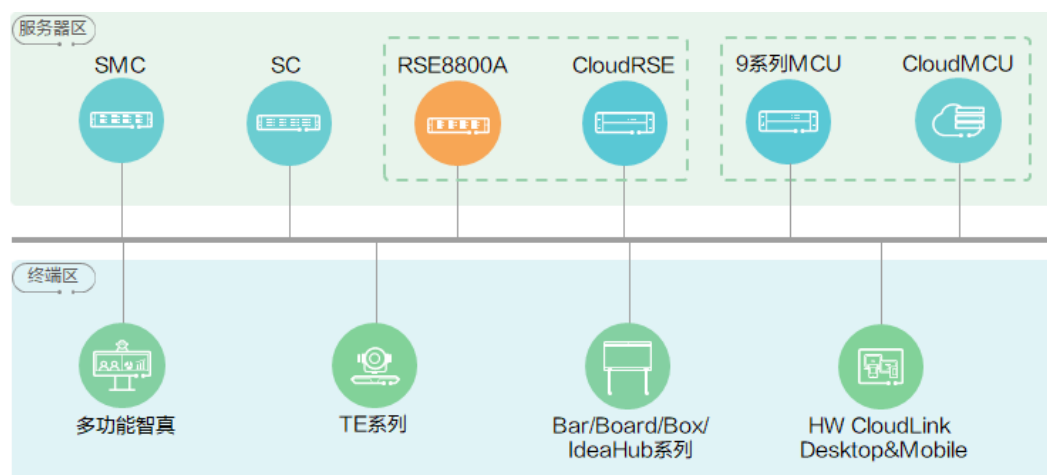 服务器区
SMC
SC
RSE8800A
CloudRSE
9系列MCU
CloudMCU
终端区
多功能智真
TE系列
Bar/Board/Box/
IdeaHub系列
HW CloudLink
Desktop&Mobile